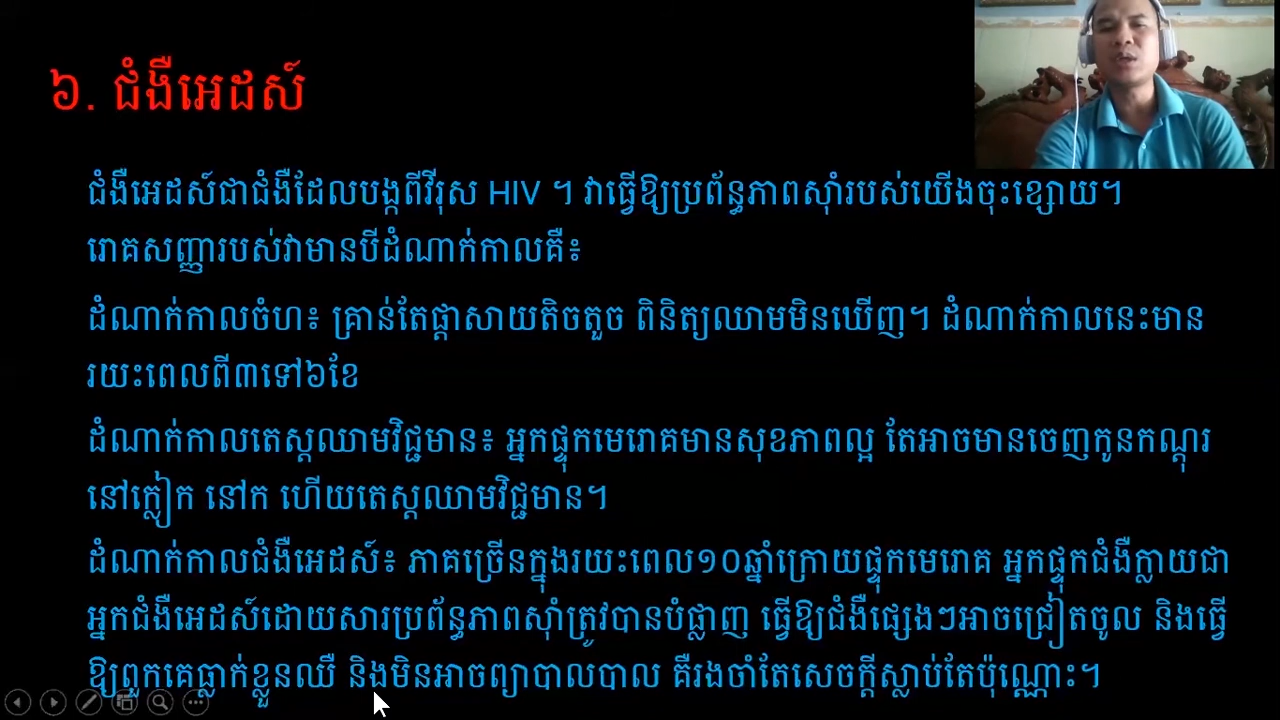 ៦. ជំងឺអេដស៍
ជំងឺអេដស៍ជាជំងឺដែលបង្កពីវីរុស HIV ។ វាធ្វើឱ្យប្រព័ន្ធភាពស៊ាំរបស់យើងចុះខ្សោយ។
រោគសញ្ញារបស់វាមានបីដំណាក់កាលគឺ៖
ដំណាក់កាលចំហ៖ គ្រាន់តែផ្តាសាយតិចតួច ពិនិត្យឈាមមិនឃើញ។ ដំណាក់កាលនេះមាន
រយះពេលពី៣ទៅ៦ខែ
ដំណាក់កាលតេស្តឈាមវិជ្ជមាន៖ អ្នកផ្ទុកមេរោគមានសុខភាពល្អ តែអាចមានចេញកូនកណ្តុរ
នៅក្លៀក នៅក ហើយតេស្តឈាមវិជ្ជមាន។
ដំណាក់កាលជំងឺអេដស៍៖ ភាគច្រើនក្នុងរយះពេល១០ឆ្នាំក្រោយផ្ទុកមេរោគ អ្នកផ្ទុកជំងឺក្លាយជា
អ្នកជំងឺអេដស៍ដោយសារប្រព័ន្ធភាពស៊ាំត្រូវបានបំផ្លាញ ធ្វើឱ្យជំងឺផ្សេងៗអាចជ្រៀតចូល និងធ្វើ
ឱ្យពួកគេធ្លាក់ខ្លួនឈឺ និងមិនអាចព្យាបាលបាល គឺរងចាំតែសេចក្តីស្លាប់តែប៉ុណ្ណោះ។